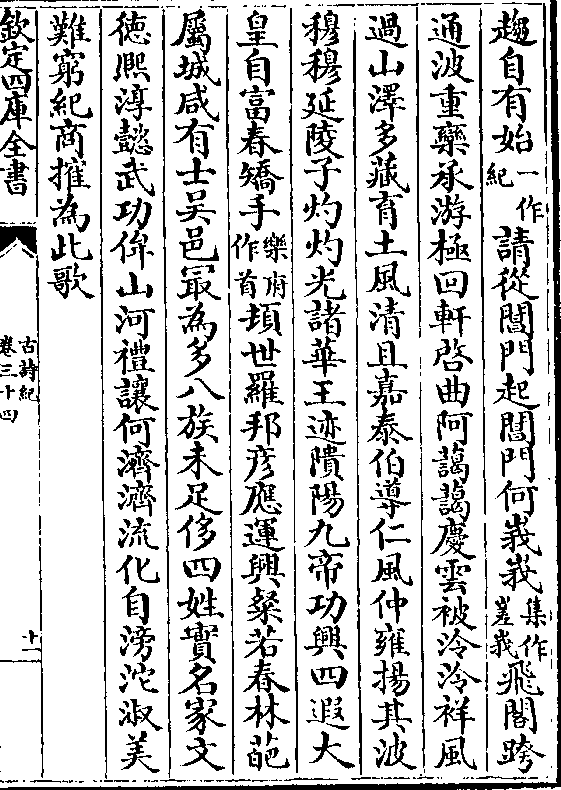 趨自有始一作紀請從閶門起閶門何峩峩集作嵳峩飛閣跨
通波重欒承游極回軒啓曲阿藹藹慶雲被泠泠祥風
過山澤多藏育土風清且嘉泰伯導仁風仲雍揚其波
穆穆延陵子灼灼光諸華王迹隤陽九帝功興四遐大
皇自富春矯手樂府作首頓世羅邦彦應運興粲若春林葩
屬城咸有士吴邑冣為多八族未足侈四姓實名家文
徳熙淳懿武功侔山河禮讓何濟濟流化自滂沱淑美
難窮紀商搉為此歌
欽定四庫全書
古詩紀
卷三十四
十一